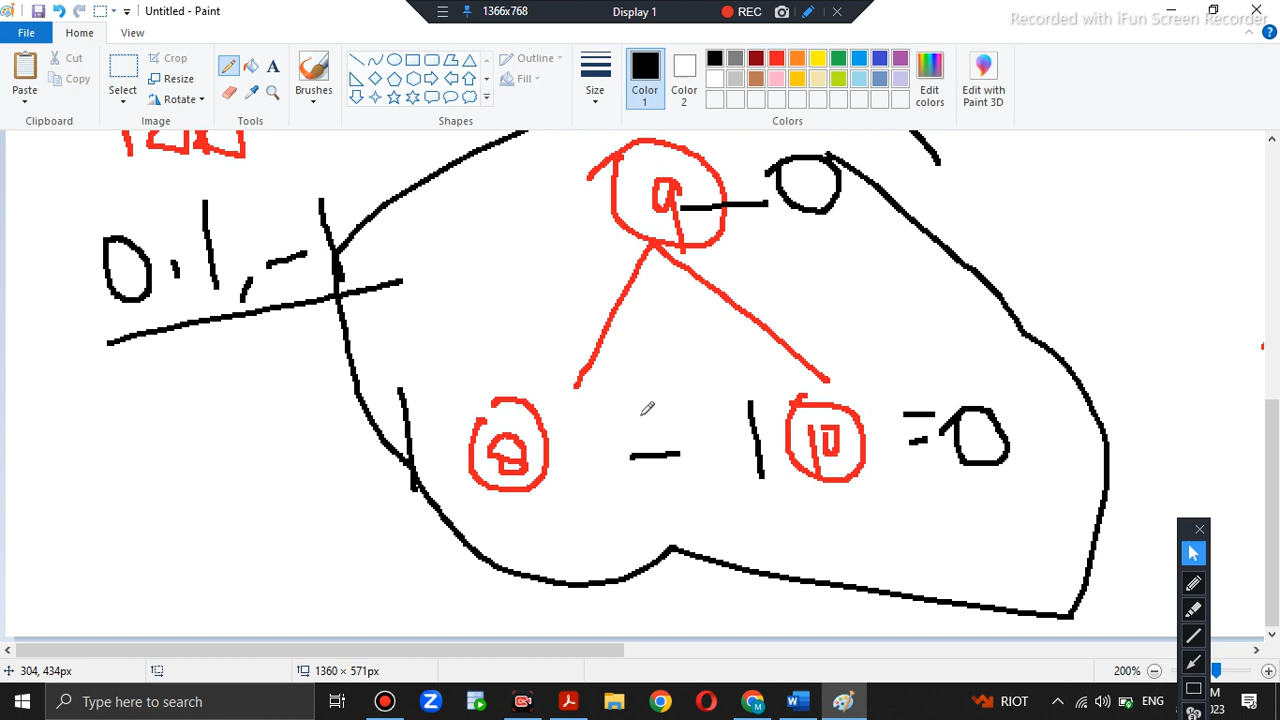 Untitled - Paint
1366x768
Display 1
REC
Recorded with iFun Screen Recorder
File
Home
View
Paste
Cut
Copy
Clipboard
Select
Crop
Resize
Rotate
Image
A
Tools
Brushes
Shapes
Outline
Fill
Size
Color 1
Color 2
Edit colors
Edit with Paint 3D
Colors
0.1,-1
a - 0
1 - 1 = 0
304, 434px
1360 × 571px
200%
Type here to search
RIOT
ENG